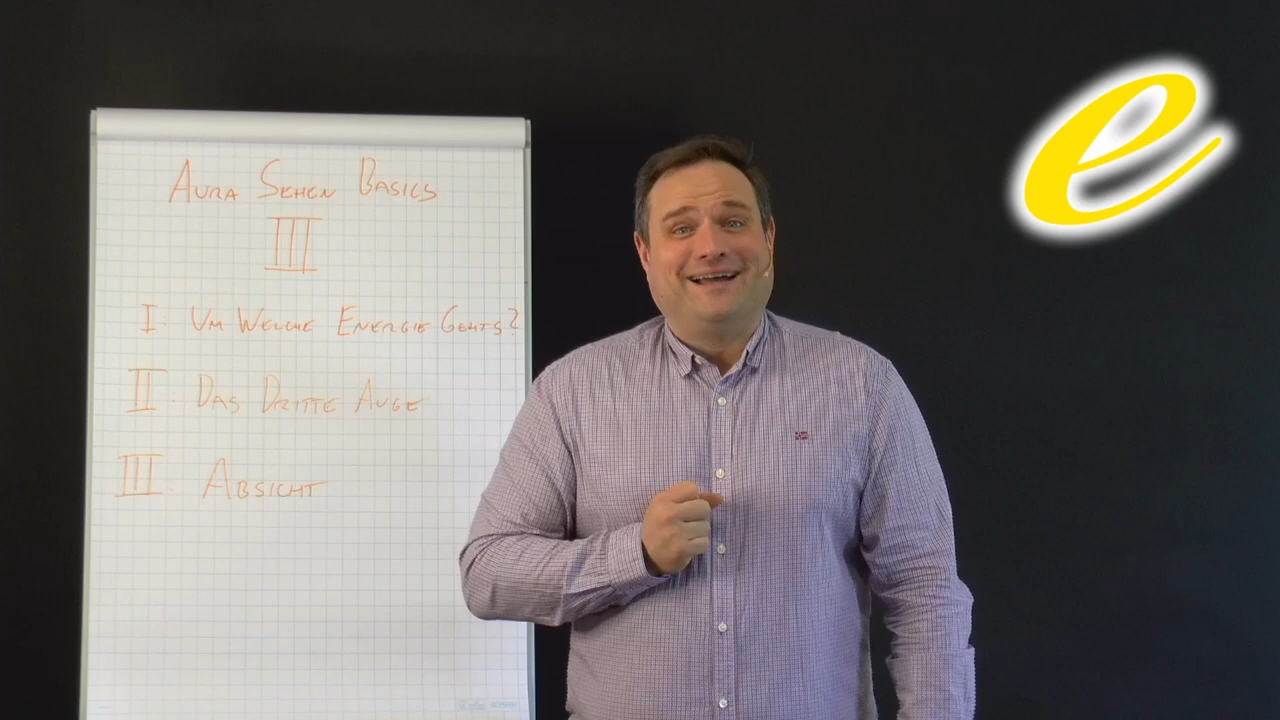 AURA SEHEN BASICS
III
I. UM WELCHE ENERGIE GEHTS?
II. DAS DRITTE AUGE
III. ABSICHT
e